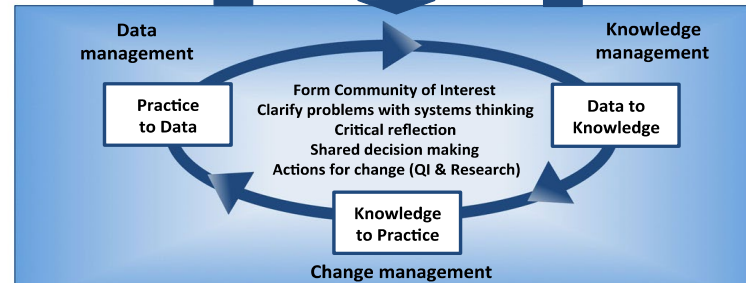 Data
management
Knowledge
management
Practice
to Data
Form Community of Interest
Clarify problems with systems thinking
Critical reflection
Shared decision making
Actions for change (QI & Research)
Data to
Knowledge
Knowledge
to Practice
Change management